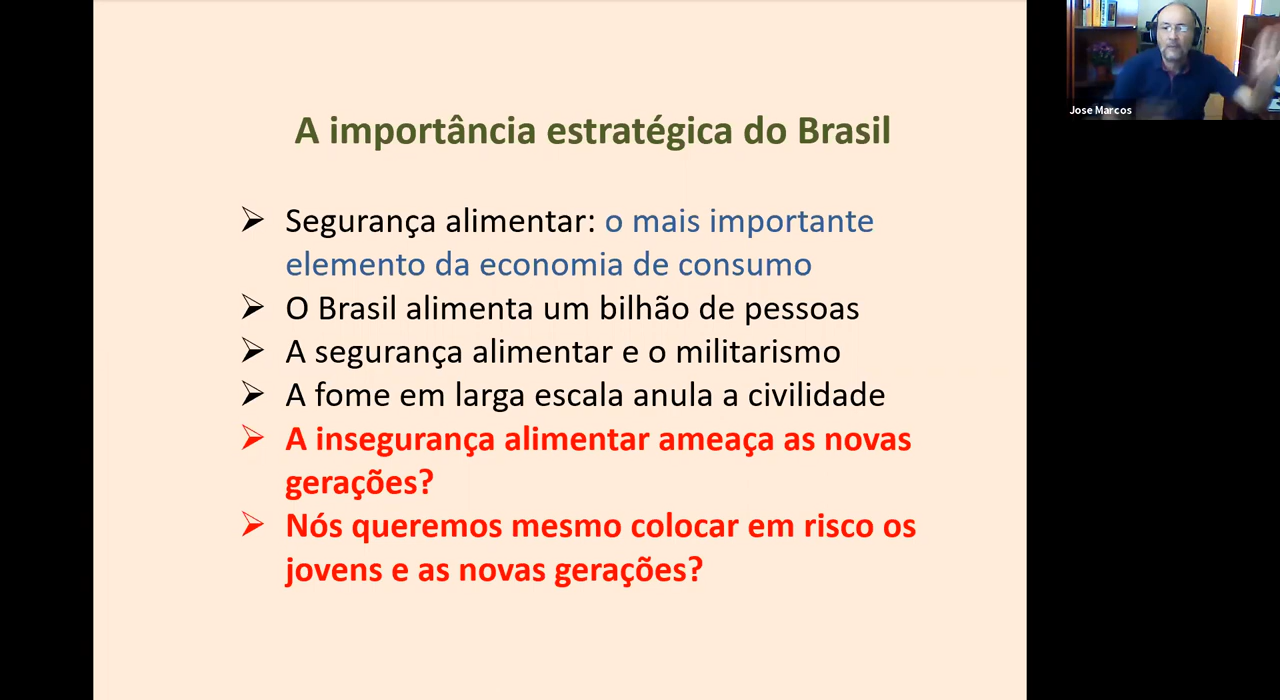 A importância estratégica do Brasil
➢ Segurança alimentar: o mais importante
elemento da economia de consumo
➢ O Brasil alimenta um bilhão de pessoas
➢ A segurança alimentar e o militarismo
➢ A fome em larga escala anula a civilidade
➢ A insegurança alimentar ameaça as novas
gerações?
➢ Nós queremos mesmo colocar em risco os
jovens e as novas gerações?
Jose Marcos